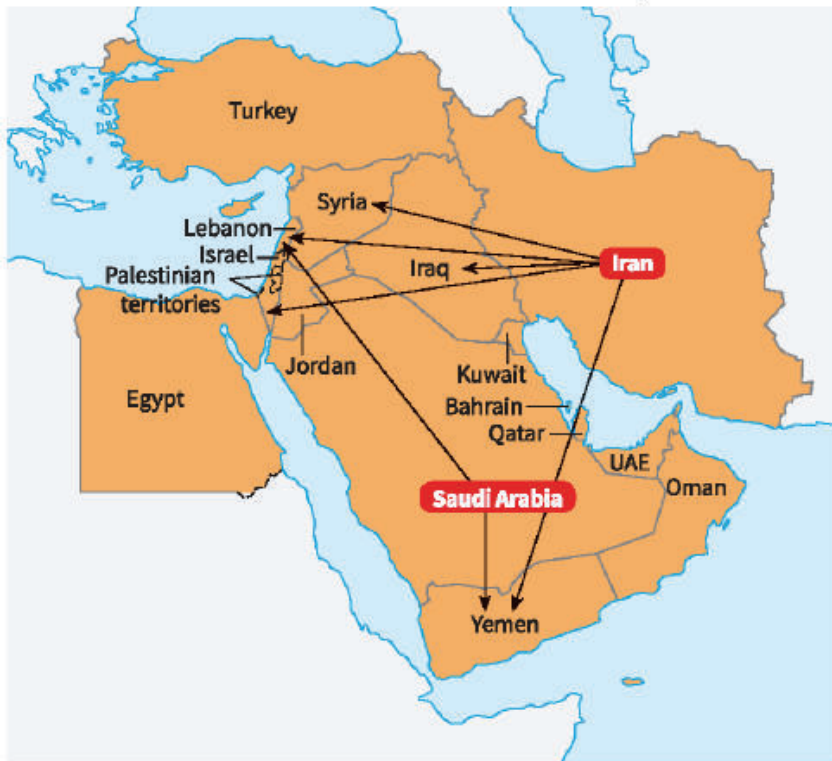 Turkey
Syria
Lebanon
Israel
Palestinian
territories
Iraq
Iran
Jordan
Kuwait
Egypt
Bahrain
Qatar
UAE
Saudi Arabia
Oman
Yemen